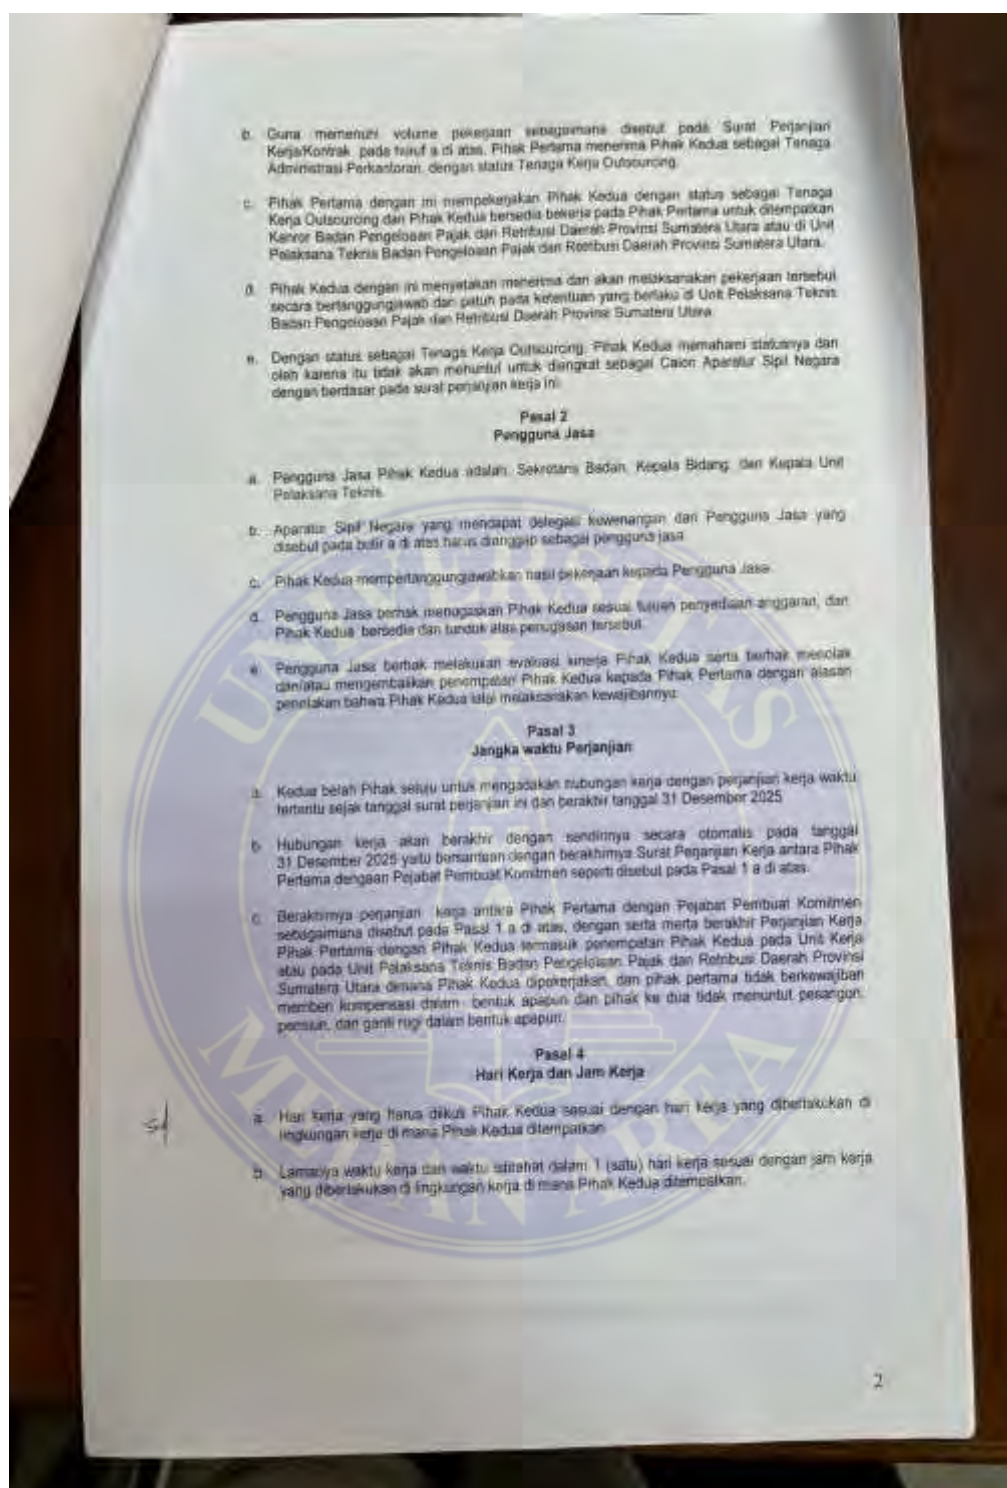 b. Guna memenuhi volume pekerjaan sebagaimana disebut pada Surat Perjanjian
Kerja/Kontrak pada huruf a di atas, Pihak Pertama menerima Pihak Kedua sebagai Tenaga
Administrasi Perkantoran, dengan status Tenaga Kerja Outsourcing.
c. Pihak Pertama dengan ini mempekerjakan Pihak Kedua dengan status sebagai Tenaga
Kerja Outsourcing dan Pihak Kedua bersedia bekerja pada Pihak Pertama untuk ditempatkan
Kantor Badan Pengeloaan Pajak dan Retribusi Daerah Provinsi Sumatera Utara atau di Unit
Pelaksana Teknis Badan Pengeloaan Pajak dan Retribusi Daerah Provinsi Sumatera Utara.
d. Pihak Kedua dengan ini menyatakan menerima dan akan melaksanakan pekerjaan tersebut
secara bertanggungjawab dan patuh pada ketentuan yang berlaku di Unit Pelaksana Teknis
Badan Pengeloaan Pajak dan Retribusi Daerah Provinsi Sumatera Utara.
e. Dengan status sebagai Tenaga Kerja Outsourcing, Pihak Kedua memahami statusnya dan
oleh karena itu tidak akan menuntut untuk diangkat sebagai Calon Aparatur Sipil Negara
dengan berdasar pada surat perjanjian kerja ini.
Pasal 2
Pengguna Jasa
a. Pengguna Jasa Pihak Kedua adalah Sekretaris Badan, Kepala Bidang, dan Kepala Unit
Pelaksana Teknis.
b. Aparatur Sipil Negara yang mendapat delegasi kewenangan dari Pengguna Jasa yang
disebut pada butir a di atas harus dianggap sebagai pengguna jasa.
c. Pihak Kedua mempertanggungjawabkan hasil pekerjaan kepada Pengguna Jasa.
d. Pengguna Jasa berhak menugaskan Pihak Kedua sesuai tujuan penyediaan anggaran, dan
Pihak Kedua bersedia dan tunduk atas penugasan tersebut.
e. Pengguna Jasa berhak melakukan evaluasi kinerja Pihak Kedua serta berhak menolak
dan/atau mengembalikan penempatan Pihak Kedua kepada Pihak Pertama dengan alasan
penolakan bahwa Pihak Kedua lalai melaksanakan kewajibannya.
Pasal 3
Jangka waktu Perjanjian
a. Kedua belah Pihak setuju untuk mengadakan hubungan kerja dengan perjanjian kerja waktu
tertentu sejak tanggal surat perjanjian ini dan berakhir tanggal 31 Desember 2025
b. Hubungan kerja akan berakhir dengan sendirinya secara otomatis pada tanggal
31 Desember 2025 yaitu bersamaan dengan berakhirnya Surat Perjanjian Kerja antara Pihak
Pertama dengaan Pejabat Pembuat Komitmen seperti disebut pada Pasal 1 a di atas.
c. Berakhirnya perjanjian kerja antara Pihak Pertama dengan Pejabat Pembuat Komitmen
sebagaimana disebut pada Pasal 1 a di atas, dengan serta merta berakhir Perjanjian Kerja
Pihak Pertama dengan Pihak Kedua termasuk penempatan Pihak Kedua pada Unit Kerja
atau pada Unit Pelaksana Teknis Badan Pengeloaan Pajak dan Retribusi Daerah Provinsi
Sumatera Utara dimana Pihak Kedua dipekerjakan, dan pihak pertama tidak berkewajiban
memberi kompensasi dalam bentuk apapun dan pihak ke dua tidak menuntut pesangon,
pensiun, dan ganti rugi dalam bentuk apapun.
Pasal 4
Hari Kerja dan Jam Kerja
a. Hari kerja yang harus diikuti Pihak Kedua sesuai dengan hari kerja yang diberlakukan di
lingkungan kerja di mana Pihak Kedua ditempatkan.
b. Lamanya waktu kerja dan waktu istirahat dalam 1 (satu) hari kerja sesuai dengan jam kerja
yang diberlakukan di lingkungan kerja di mana Pihak Kedua ditempatkan.
2
UNIVERSITAS
MEDAN AREA